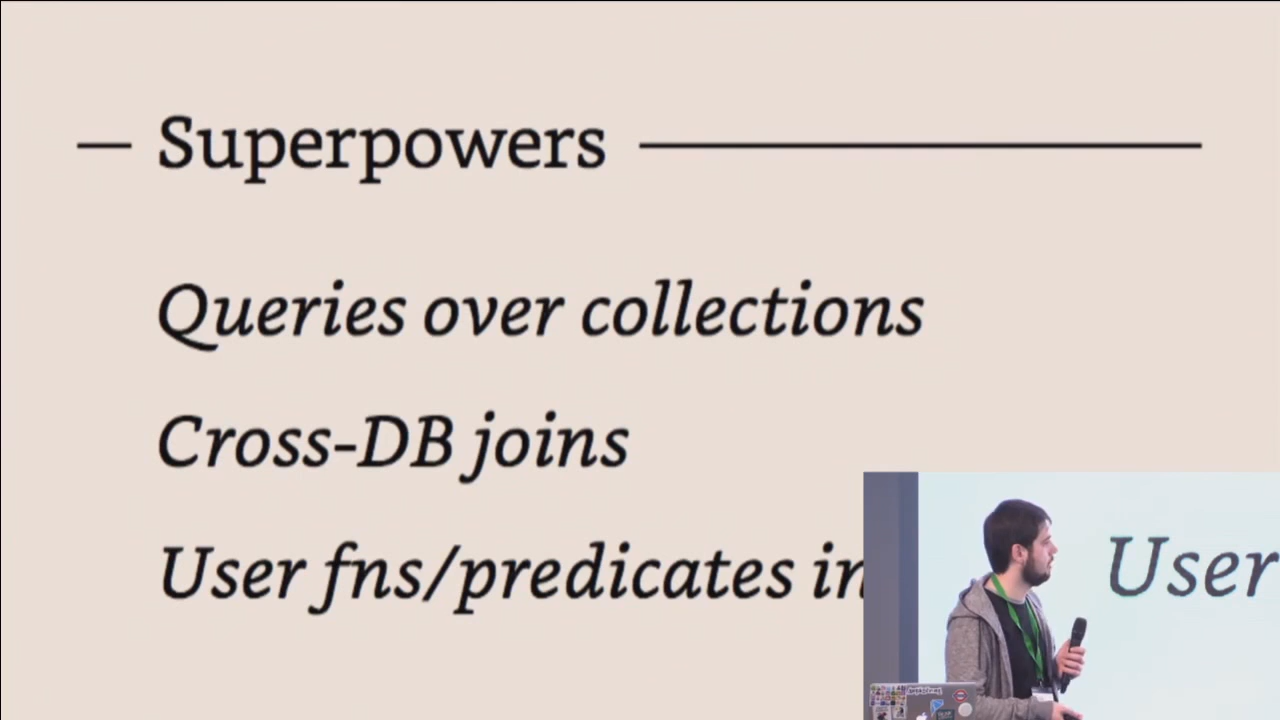 Superpowers
Queries over collections
Cross-DB joins
User fns/predicates in
User